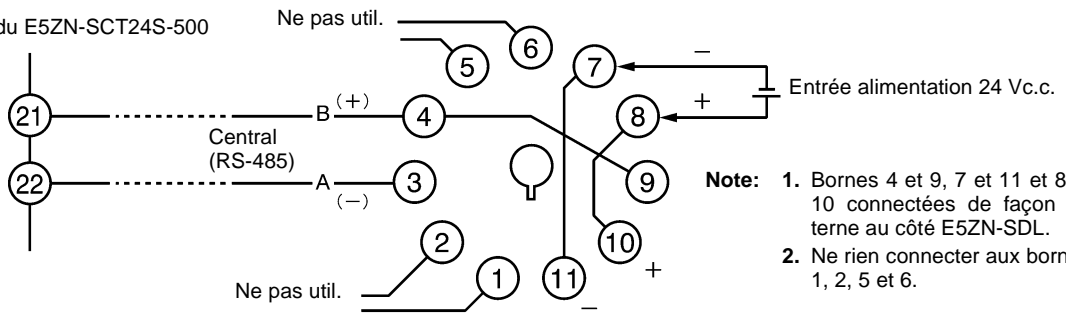 du E5ZN-SCT24S-500
Ne pas util.
5
6
7
−
Entrée alimentation 24 Vc.c.
+
8
21
B (+)
4
Central
(RS-485)
22
A
(−)
3
9
10
+
2
1
11
−
Ne pas util.
Note: 1. Bornes 4 et 9, 7 et 11 et 8
10 connectées de façon
terne au côté E5ZN-SDL.
2. Ne rien connecter aux born
1, 2, 5 et 6.